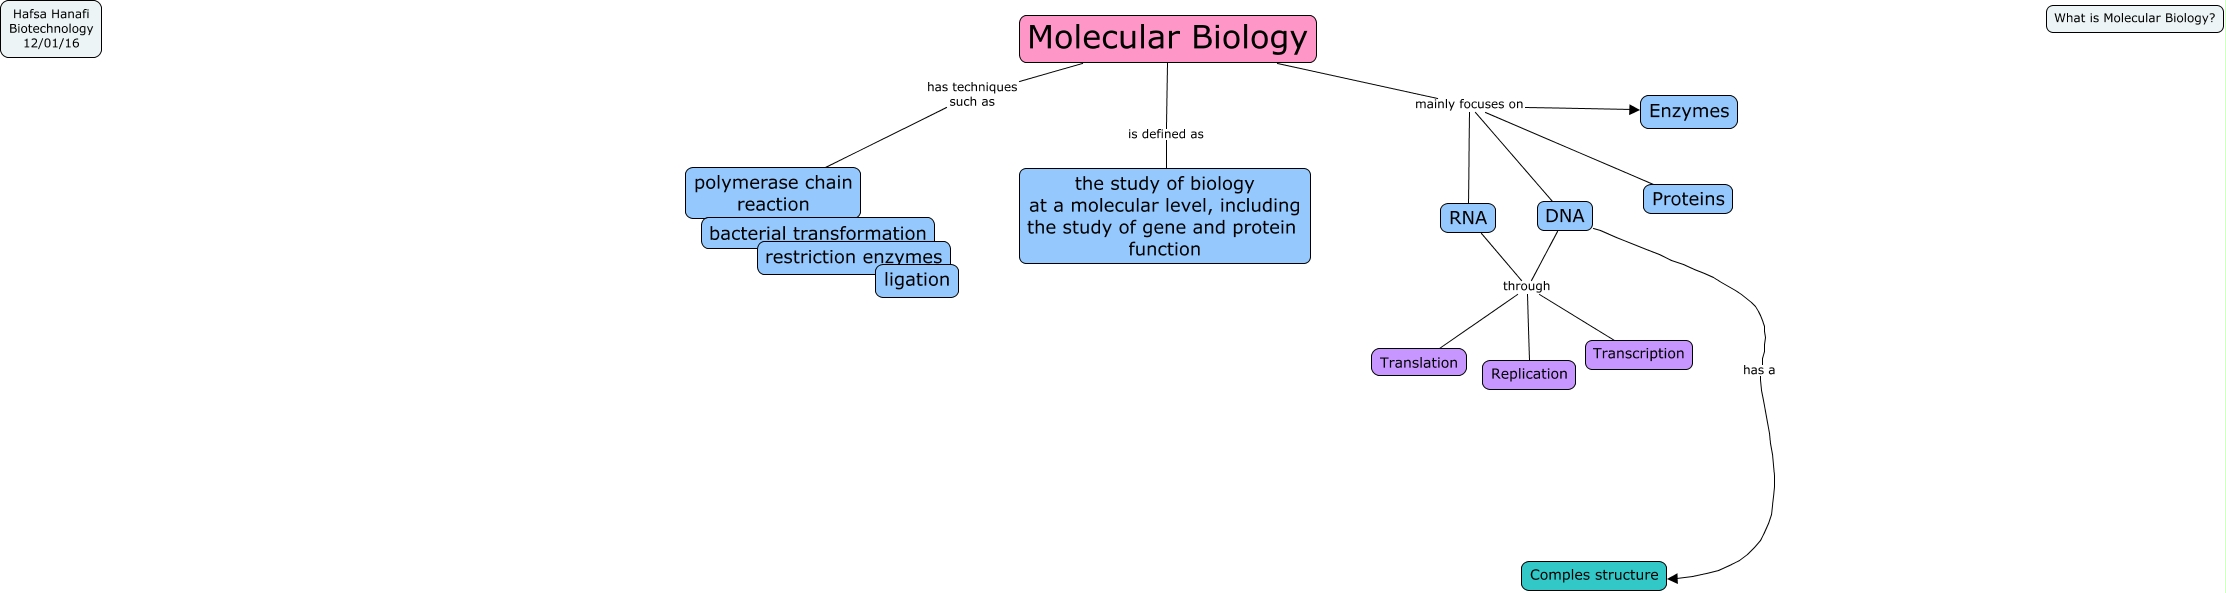 Hafsa Hanafi
Biotechnology
12/01/16
What is Molecular Biology?
Molecular Biology
has techniques
such as
is defined as
mainly focuses on
Enzymes
polymerase chain
reaction
bacterial transformation
restriction enzymes
ligation
the study of biology
at a molecular level, including
the study of gene and protein
function
RNA
DNA
Proteins
through
Translation
Replication
Transcription
has a
Comples structure